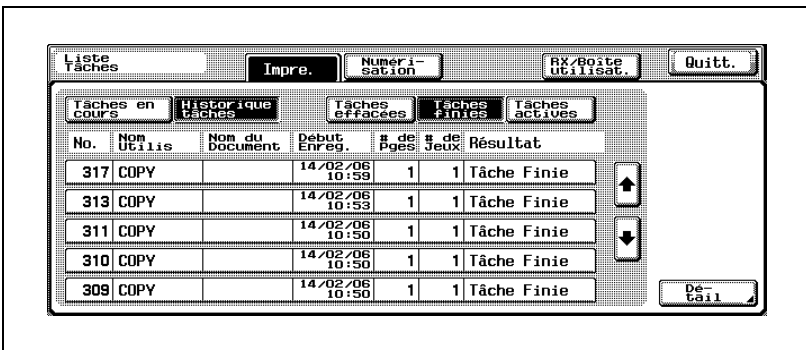 Liste
Tâches
Impre.
Numéri-
sation
RX/Boîte
utilisat.
Quitt.
Tâches en
cours
Historique
tâches
Tâches
effacées
Tâches
finies
Tâches
actives
No. Nom Utilis Nom du Document Début Enreg. # de Pges # de Jeux Résultat
317 COPY 14/02/06 10:59 1 1 Tâche Finie
313 COPY 14/02/06 10:53 1 1 Tâche Finie
311 COPY 14/02/06 10:50 1 1 Tâche Finie
310 COPY 14/02/06 10:50 1 1 Tâche Finie
309 COPY 14/02/06 10:50 1 1 Tâche Finie
Dé-
tail